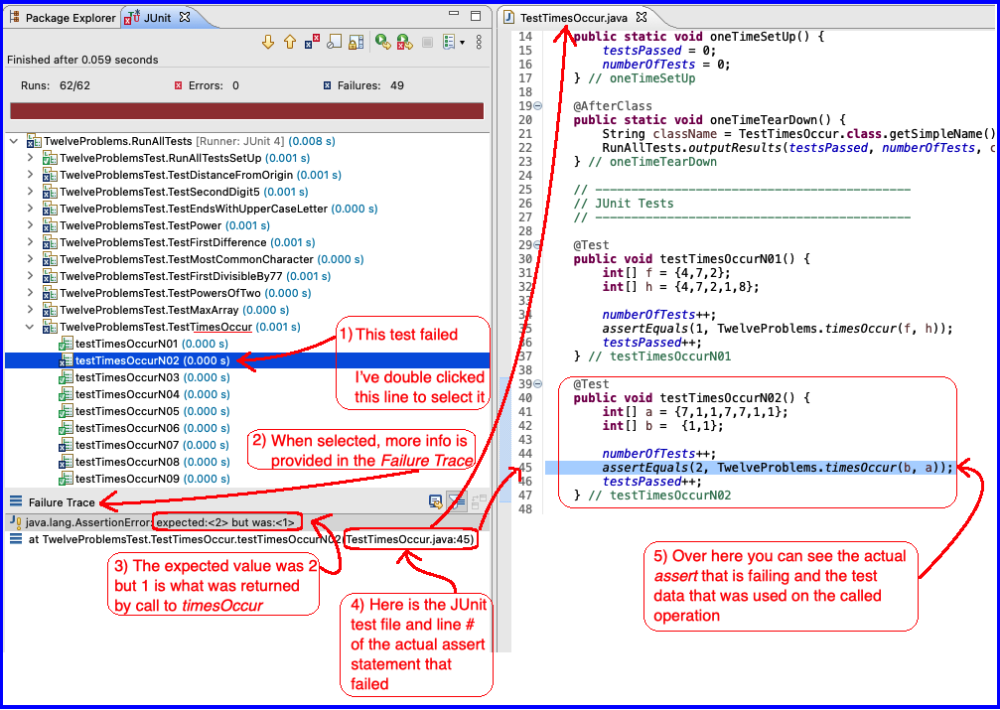 Package Explorer JUnit
Finished after 0.059 seconds
Runs: 62/62 Errors: 0 Failures: 49
TwelveProblems.RunAllTests [Runner: JUnit 4] (0.008 s)
TwelveProblemsTest.RunAllTestsSetUp (0.001 s)
TwelveProblemsTest.TestDistanceFromOrigin (0.001 s)
TwelveProblemsTest.TestSecondDigit5 (0.001 s)
TwelveProblemsTest.TestEndsWithUpperCaseLetter (0.000 s)
TwelveProblemsTest.TestPower (0.001 s)
TwelveProblemsTest.TestFirstDifference (0.001 s)
TwelveProblemsTest.TestMostCommonCharacter (0.000 s)
TwelveProblemsTest.TestFirstDivisibleBy77 (0.001 s)
TwelveProblemsTest.TestPowersOfTwo (0.000 s)
TwelveProblemsTest.TestMaxArray (0.000 s)
TwelveProblemsTest.TestTimesOccur (0.001 s)
testTimesOccurN01 (0.000 s)
testTimesOccurN02 (0.000 s)
testTimesOccurN03 (0.000 s)
testTimesOccurN04 (0.000 s)
testTimesOccurN05 (0.000 s)
testTimesOccurN06 (0.000 s)
testTimesOccurN07 (0.000 s)
testTimesOccurN08 (0.000 s)
testTimesOccurN09 (0.000 s)
1) This test failed
I've double clicked
this line to select it
2) When selected, more info is
provided in the Failure Trace
Failure Trace
java.lang.AssertionError: expected:<2> but was:<1>
at TwelveProblemsTest.TestTimesOccur.testTimesOccurN02(TestTimesOccur.java:45)
3) The expected value was 2
but 1 is what was returned
by call to timesOccur
4) Here is the JUnit
test file and line #
of the actual assert
statement that
failed
TestTimesOccur.java
14 public static void oneTimeSetUp() {
15 testsPassed = 0;
16 numberOfTests = 0;
17 } // oneTimeSetUp
18
19 @AfterClass
20 public static void oneTimeTearDown() {
21 String className = TestTimesOccur.class.getSimpleName()
22 RunAllTests.outputResults(testsPassed, numberOfTests, c
23 } // oneTimeTearDown
24
25 // -------------------------------------------
26 // JUnit Tests
27 // -------------------------------------------
28
29 @Test
30 public void testTimesOccurN01() {
31 int[] f = {4,7,2};
32 int[] h = {4,7,2,1,8};
33
34 numberOfTests++;
35 assertEquals(1, TwelveProblems.timesOccur(f, h));
36 testsPassed++;
37 } // testTimesOccurN01
38
39 @Test
40 public void testTimesOccurN02() {
41 int[] a = {7,1,1,7,7,1,1};
42 int[] b = {1,1};
43
44 numberOfTests++;
45 assertEquals(2, TwelveProblems.timesOccur(b, a));
46 testsPassed++;
47 } // testTimesOccurN02
48
5) Over here you can see the actual
assert that is failing and the test
data that was used on the called
operation